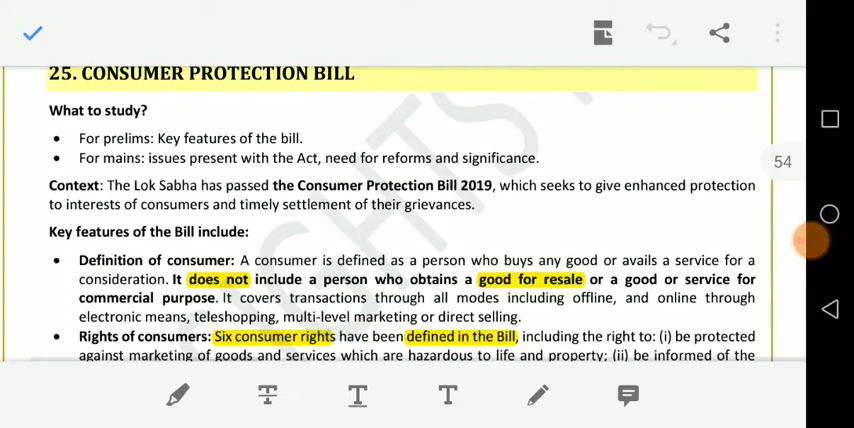 25. CONSUMER PROTECTION BILL
What to study?
• For prelims: Key features of the bill.
• For mains: issues present with the Act, need for reforms and significance.
54
Context: The Lok Sabha has passed the Consumer Protection Bill 2019, which seeks to give enhanced protection
to interests of consumers and timely settlement of their grievances.
Key features of the Bill include:
• Definition of consumer: A consumer is defined as a person who buys any good or avails a service for a
consideration. It does not include a person who obtains a good for resale or a good or service for
commercial purpose. It covers transactions through all modes including offline, and online through
electronic means, teleshopping, multi-level marketing or direct selling.
• Rights of consumers: Six consumer rights have been defined in the Bill, including the right to: (i) be protected
against marketing of goods and services which are hazardous to life and property; (ii) be informed of the
T T T